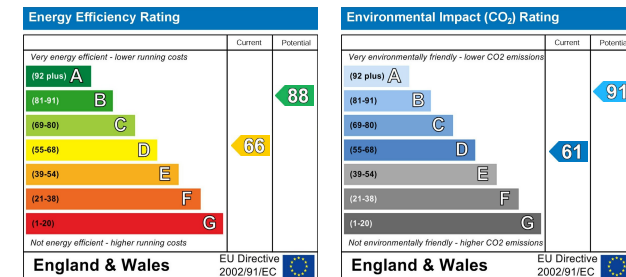 Energy Efficiency Rating
Current Potential
Very energy efficient - lower running costs
(92 plus) A
(81-91) B
88
(69-80) C
(55-68) D
66
(39-54) E
(21-38) F
(1-20) G
Not energy efficient - higher running costs
England & Wales
EU Directive
2002/91/EC
Environmental Impact (CO₂) Rating
Current Potential
Very environmentally friendly - lower CO2 emissions
(92 plus) A
(81-91) B
91
(69-80) C
(55-68) D
61
(39-54) E
(21-38) F
(1-20) G
Not environmentally friendly - higher CO2 emissions
England & Wales
EU Directive
2002/91/EC